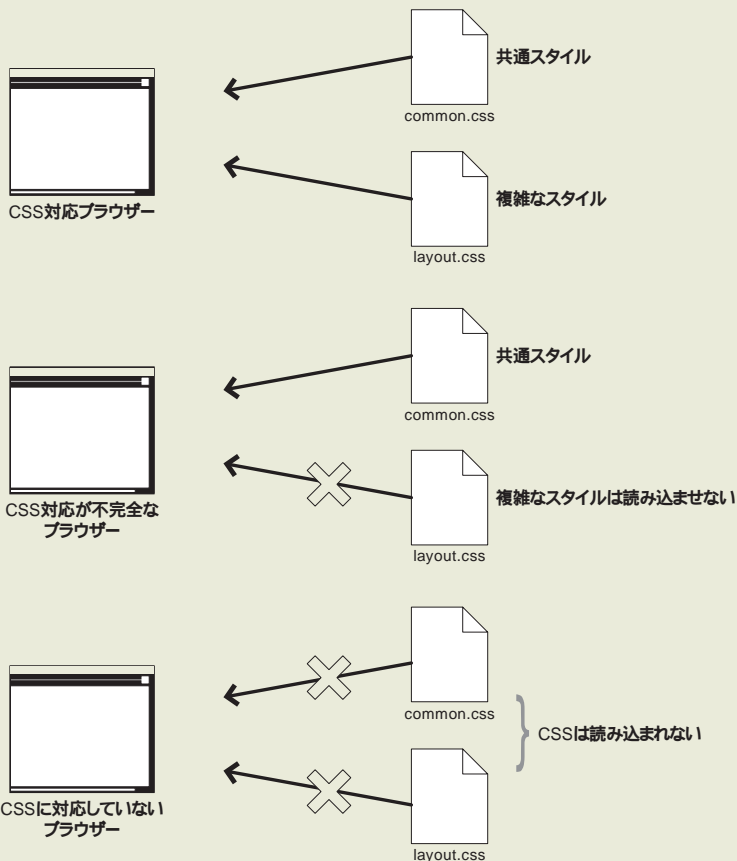 共通スタイル
common.css
CSS対応ブラウザー
複雑なスタイル
layout.css
共通スタイル
common.css
CSS対応が不完全な
ブラウザー
複雑なスタイルは読み込ませない
layout.css
common.css
CSSは読み込まれない
CSSに対応していない
ブラウザー
layout.css